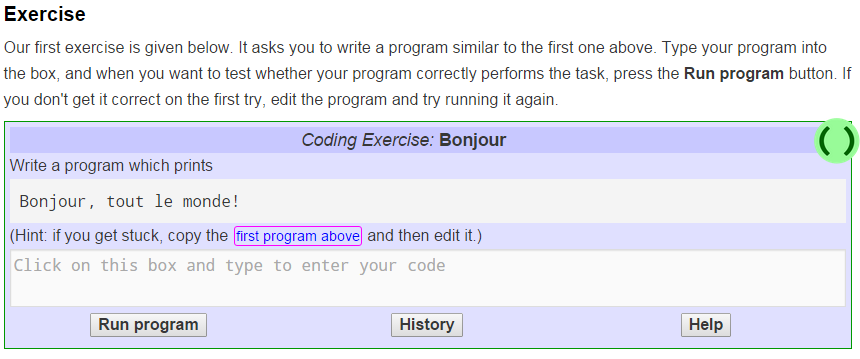 Exercise
Our first exercise is given below. It asks you to write a program similar to the first one above. Type your program into
the box, and when you want to test whether your program correctly performs the task, press the Run program button. If
you don't get it correct on the first try, edit the program and try running it again.
Coding Exercise: Bonjour
( )
Write a program which prints
Bonjour, tout le monde!
(Hint: if you get stuck, copy the first program above and then edit it.)
Click on this box and type to enter your code
Run program History Help